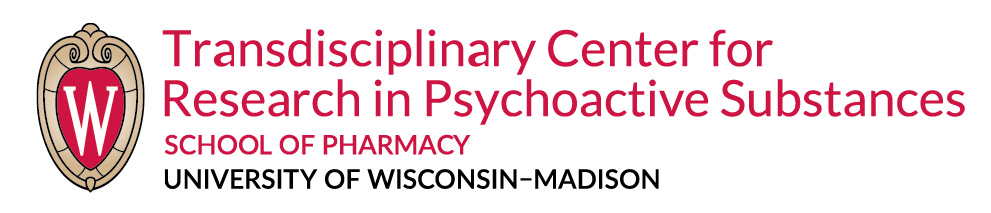 W
Transdisciplinary Center for
Research in Psychoactive Substances
SCHOOL OF PHARMACY
UNIVERSITY OF WISCONSIN–MADISON